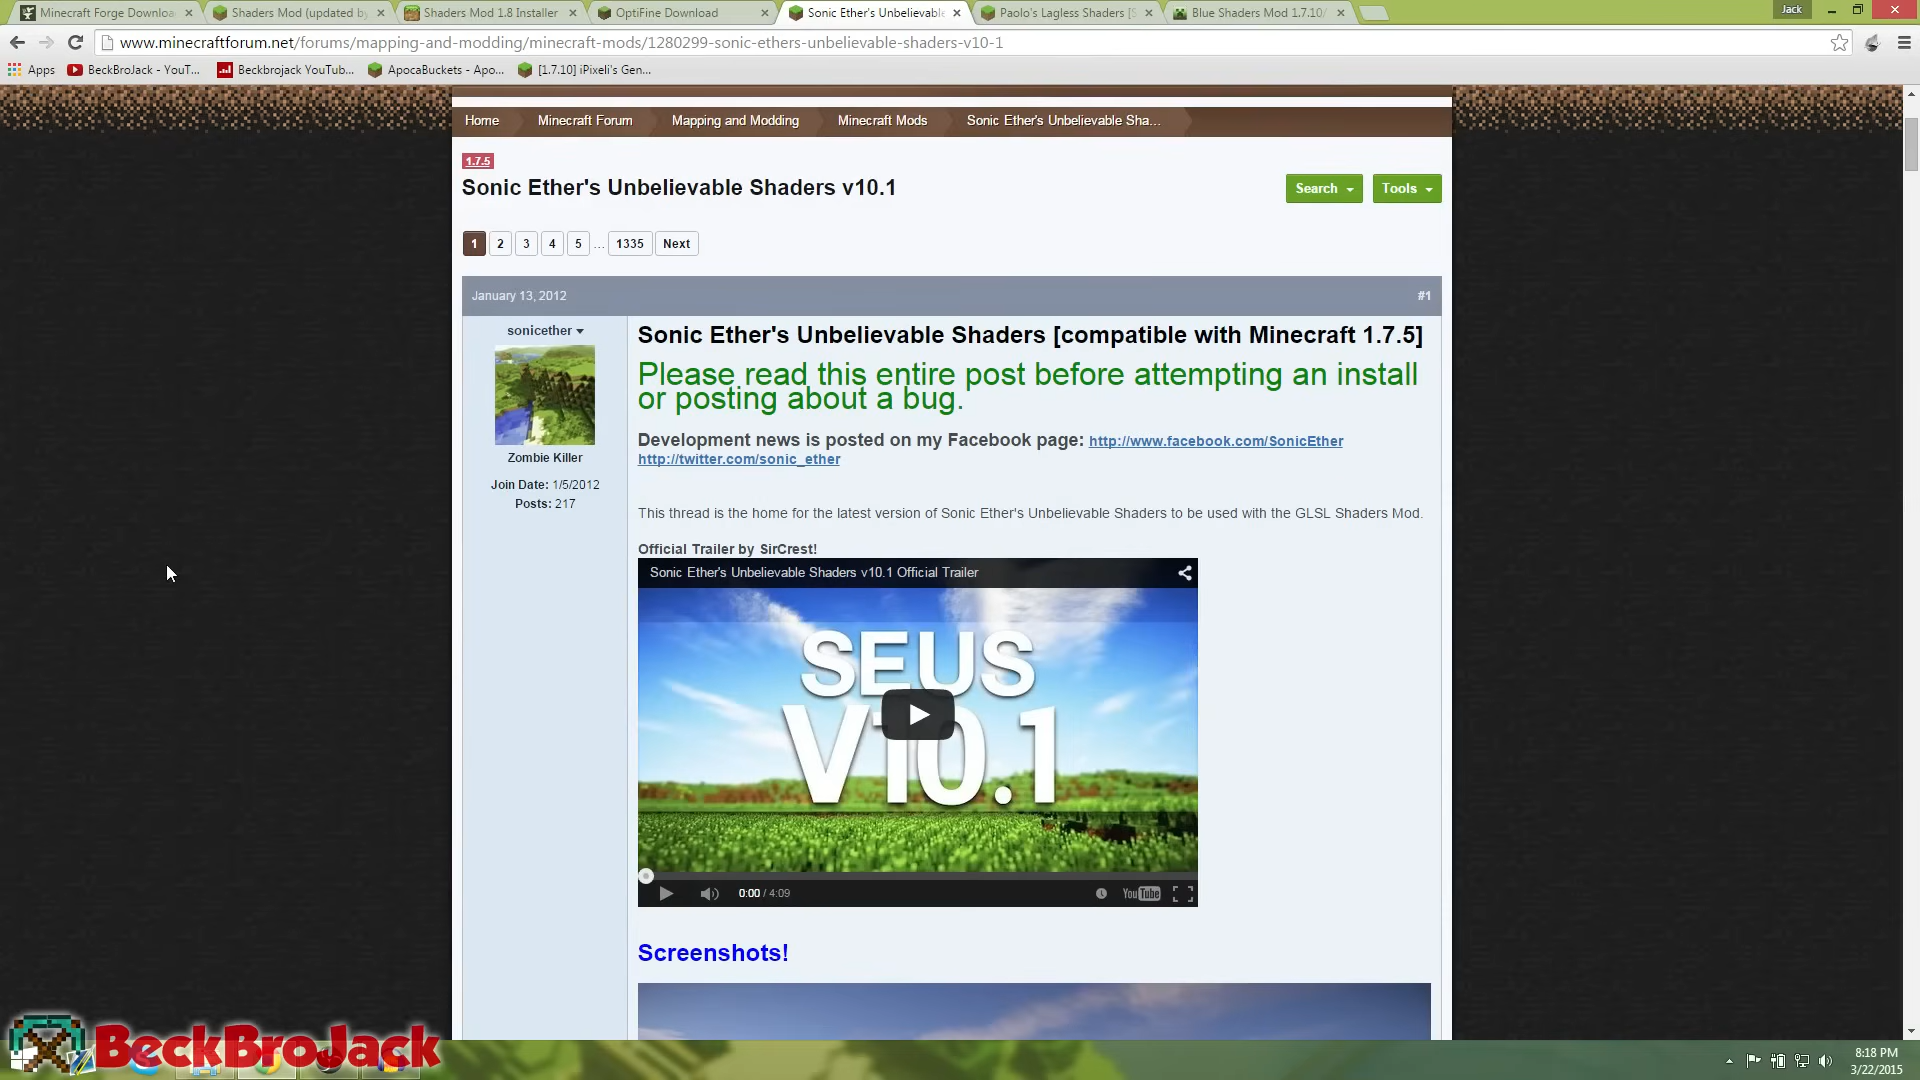 Minecraft Forge Downloa
Shaders Mod (updated by
Shaders Mod 1.8 Installer
OptiFine Download
Sonic Ether's Unbelievable
Paolo's Lagless Shaders [S
Blue Shaders Mod 1.7.10/
Jack
www.minecraftforum.net/forums/mapping-and-modding/minecraft-mods/1280299-sonic-ethers-unbelievable-shaders-v10-1
Apps
BeckBroJack - YouT...
Beckbrojack YouTub...
ApocaBuckets - Apo...
[1.7.10] iPixeli's Gen...
Home
Minecraft Forum
Mapping and Modding
Minecraft Mods
Sonic Ether's Unbelievable Sha...
1.7.5
Sonic Ether's Unbelievable Shaders v10.1
Search
Tools
1 2 3 4 5 ... 1335 Next
January 13, 2012
#1
sonicether
Zombie Killer
Join Date: 1/5/2012
Posts: 217
Sonic Ether's Unbelievable Shaders [compatible with Minecraft 1.7.5]
Please read this entire post before attempting an install
or posting about a bug.
Development news is posted on my Facebook page: http://www.facebook.com/SonicEther
http://twitter.com/sonic_ether
This thread is the home for the latest version of Sonic Ether's Unbelievable Shaders to be used with the GLSL Shaders Mod.
Official Trailer by SirCrest!
Sonic Ether's Unbelievable Shaders v10.1 Official Trailer
SEUS
V10.1
0:00 / 4:09
YouTube
Screenshots!
BeckBroJack
8:18 PM
3/22/2015